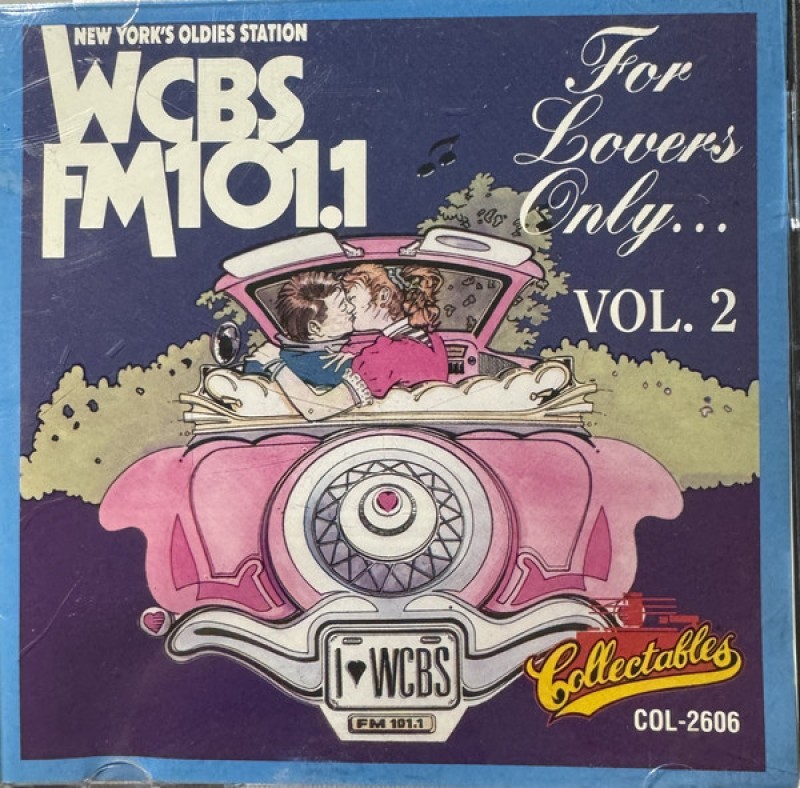 NEW YORK'S OLDIES STATION
WCBS
FM101.1
For
Lovers
Only...
VOL. 2
I♥WCBS
FM 101.1
Collectables
COL-2606